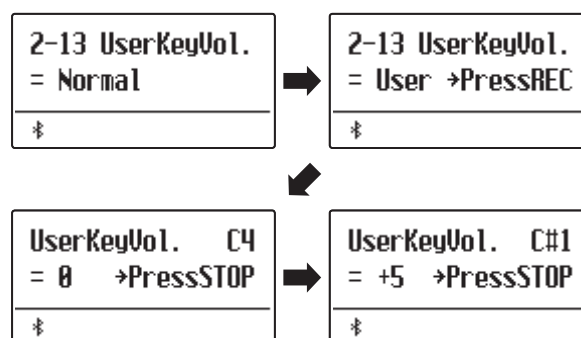 2-13 UserKeyVol.
= Normal
2-13 UserKeyVol.
= User →PressREC
UserKeyVol. C4
= 0 →PressSTOP
UserKeyVol. C#1
= +5 →PressSTOP